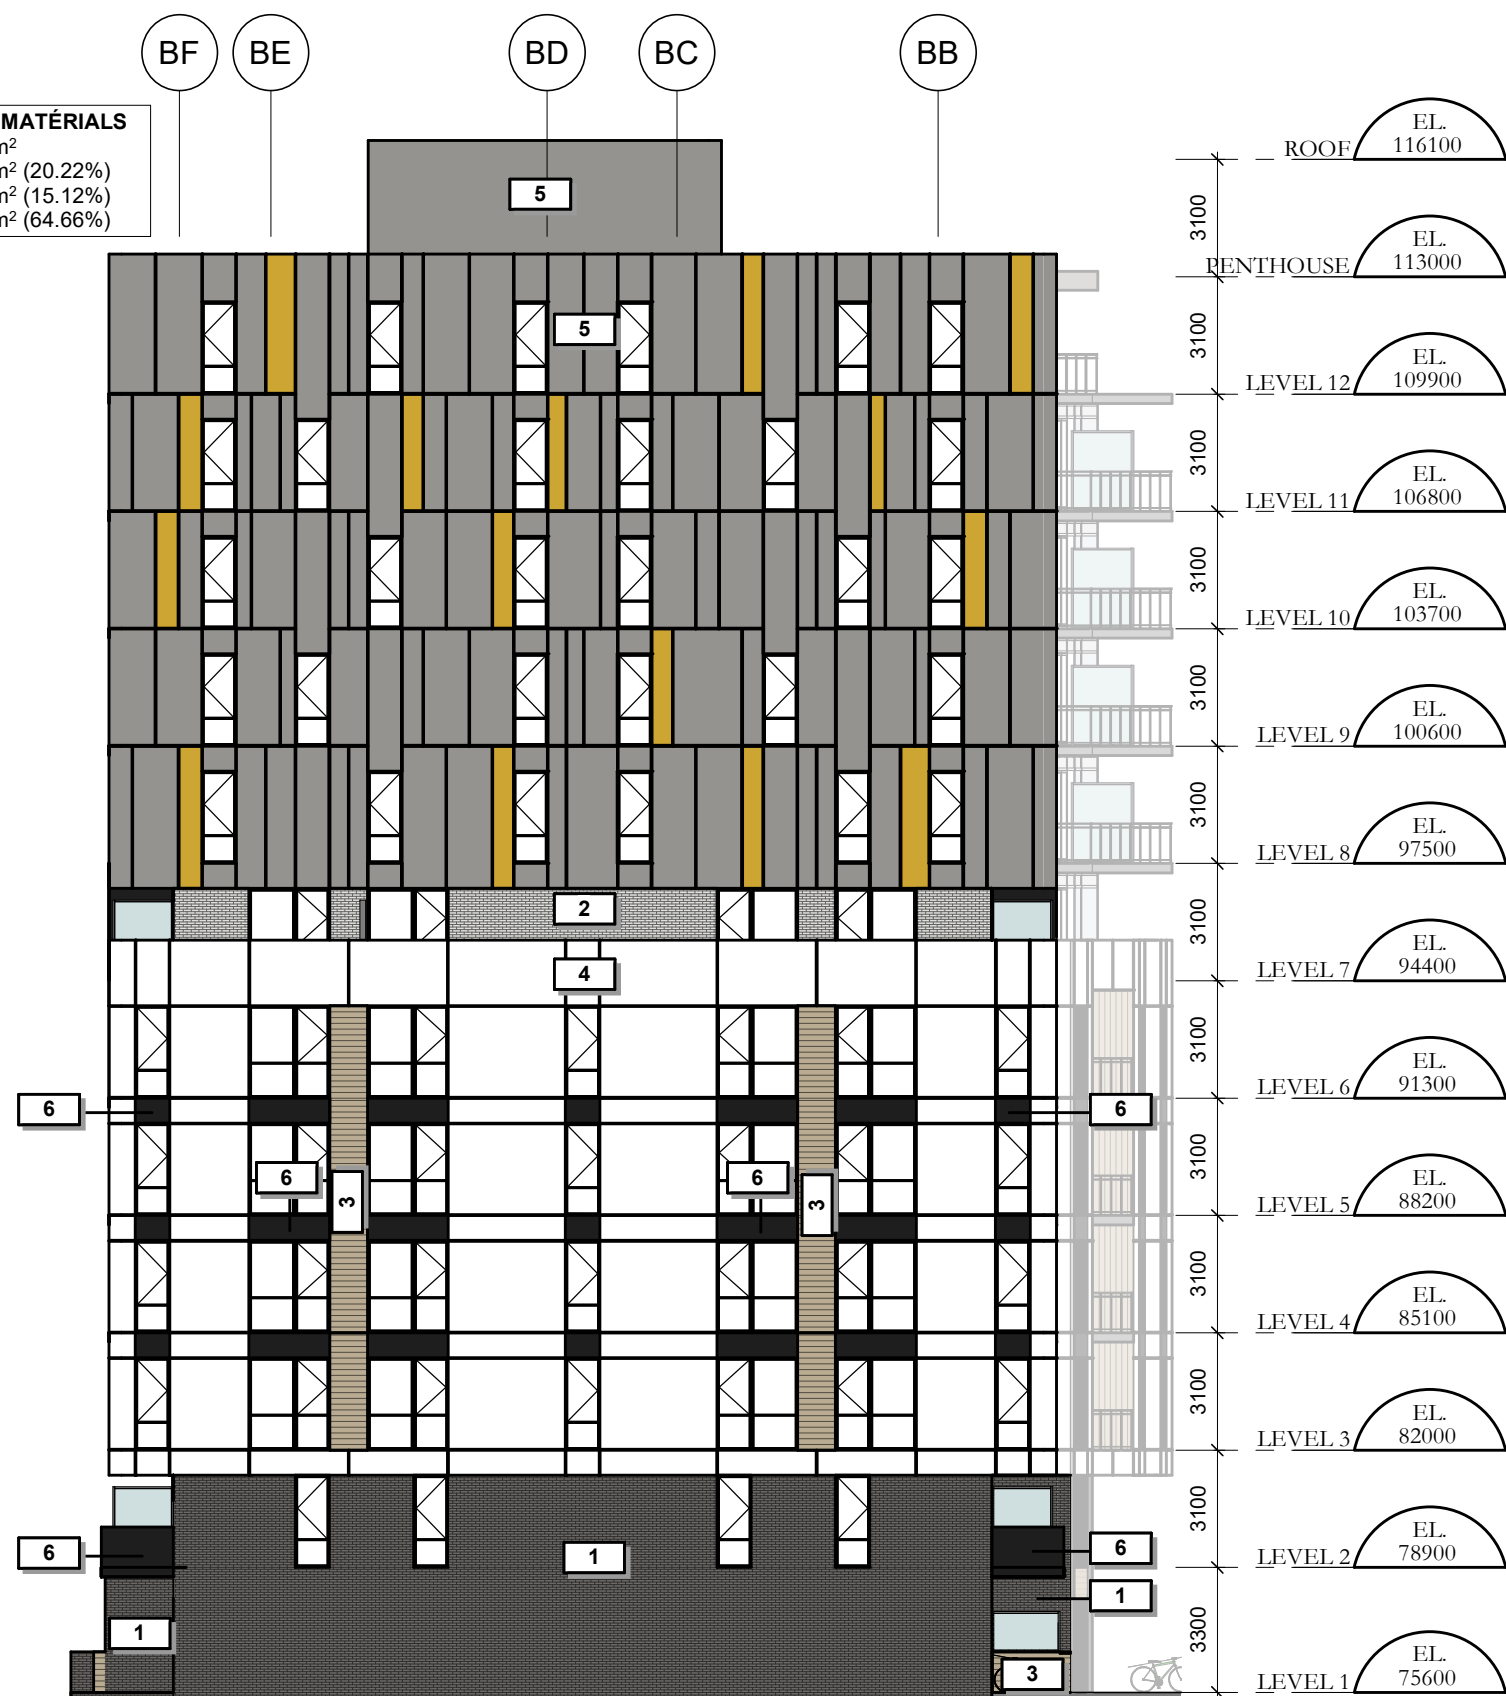 BF
BE
BD
BC
BB
MATÉRIALS
m²
m² (20.22%)
m² (15.12%)
m² (64.66%)
5
5
2
4
6
6
6
6
3
3
6
6
1
1
1
3
ROOF
EL.
116100
3100
PENTHOUSE
EL.
113000
3100
LEVEL 12
EL.
109900
3100
LEVEL 11
EL.
106800
3100
LEVEL 10
EL.
103700
3100
LEVEL 9
EL.
100600
3100
LEVEL 8
EL.
97500
3100
LEVEL 7
EL.
94400
3100
LEVEL 6
EL.
91300
3100
LEVEL 5
EL.
88200
3100
LEVEL 4
EL.
85100
3100
LEVEL 3
EL.
82000
3100
LEVEL 2
EL.
78900
3300
LEVEL 1
EL.
75600